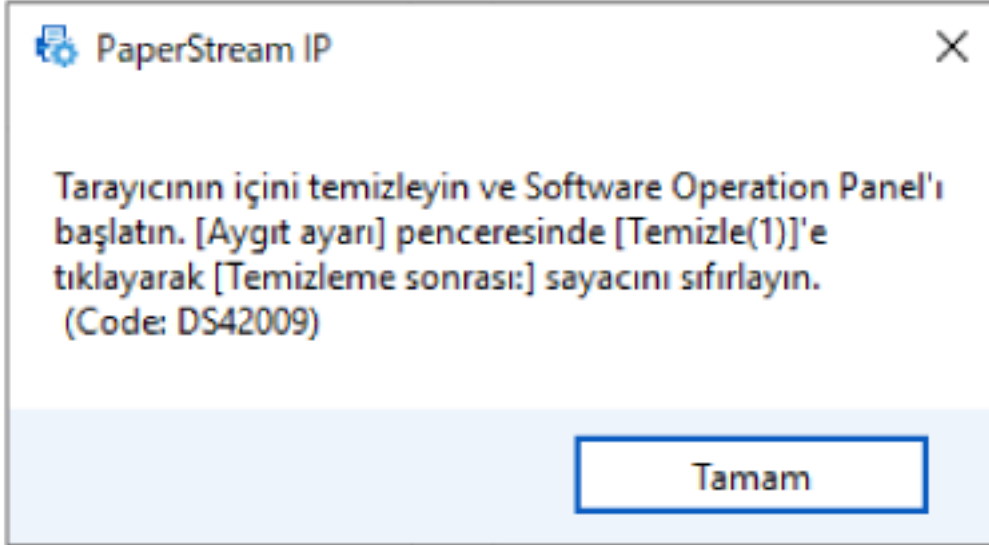 PaperStream IP
Tarayıcının içini temizleyin ve Software Operation Panel'ı
başlatın. [Aygıt ayarı] penceresinde [Temizle(1)]'e
tıklayarak [Temizleme sonrası:] sayacını sıfırlayın.
(Code: DS42009)
Tamam